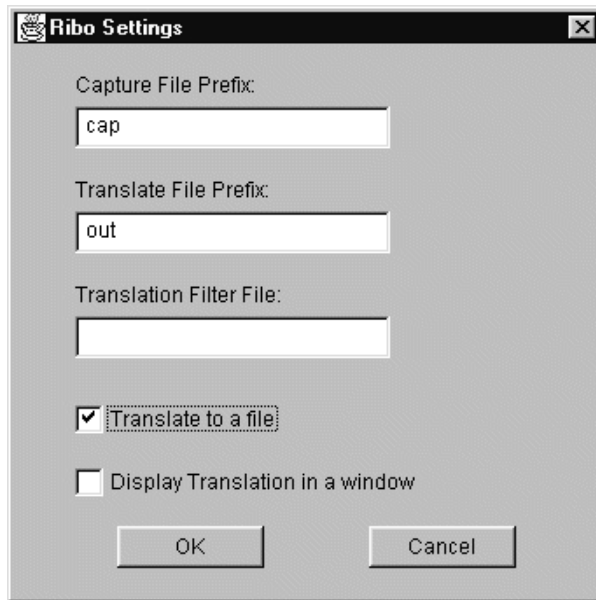 Ribo Settings
Capture File Prefix:
cap
Translate File Prefix:
out
Translation Filter File:
Translate to a file
Display Translation in a window
OK Cancel